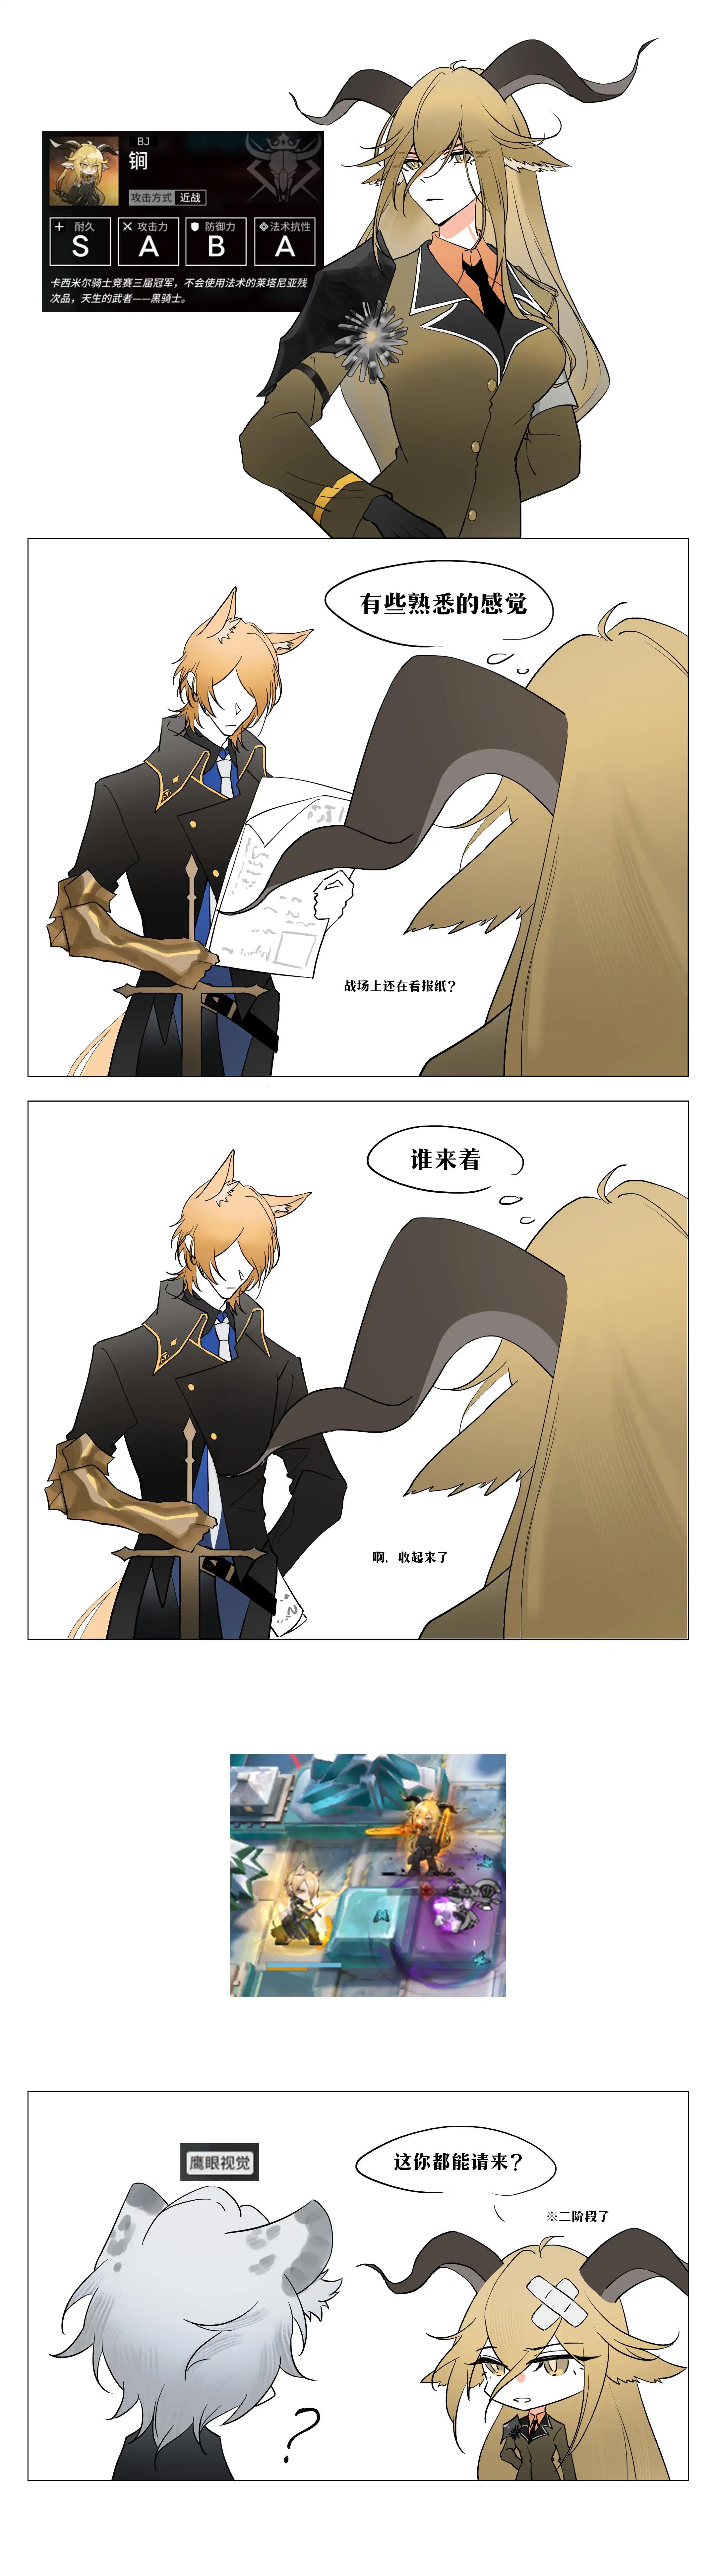 BJ
锏
攻击方式 近战
耐久 攻击力 防御力 法术抗性
S A B A
卡西米尔骑士竞赛三届冠军，不会使用法术的莱塔尼亚残
次品，天生的武者——黑骑士。
有些熟悉的感觉
战场上还在看报纸？
谁来着
啊．收起来了
鹰眼视觉
这你都能请来？
※二阶段了
?